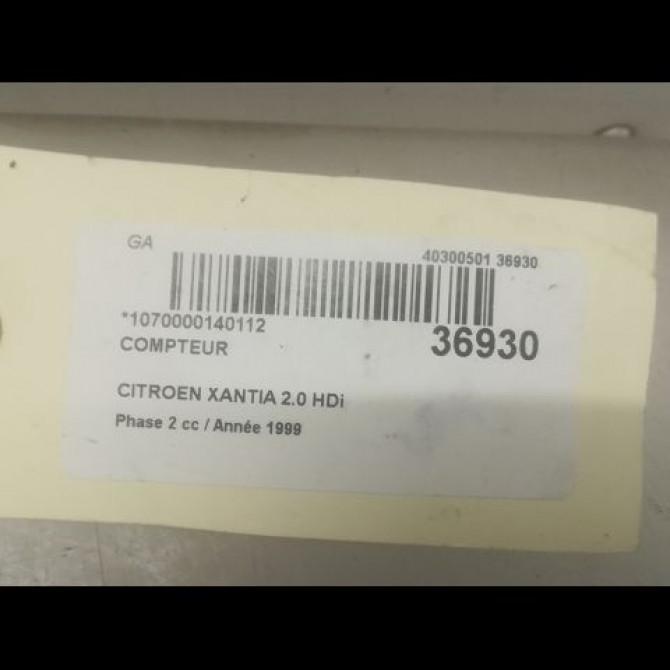 GA
40300501 36930
*1070000140112
36930
COMPTEUR
CITROEN XANTIA 2.0 HDi
Phase 2 cc / Année 1999